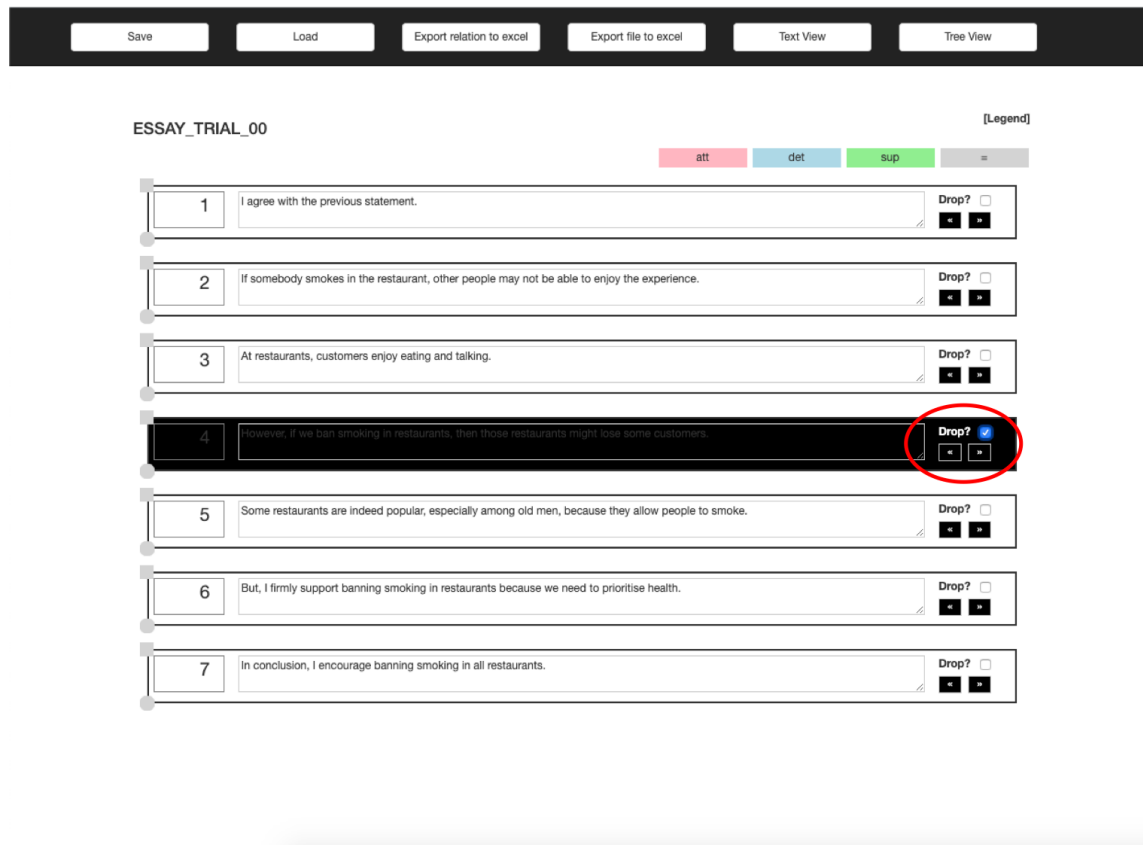 Save Load Export relation to excel Export file to excel Text View Tree View
[Legend]
ESSAY_TRIAL_00
att det sup =
1 I agree with the previous statement. Drop?
« »
2 If somebody smokes in the restaurant, other people may not be able to enjoy the experience. Drop?
« »
3 At restaurants, customers enjoy eating and talking. Drop?
« »
4 However, if we ban smoking in restaurants, then those restaurants might lose some customers. Drop?
« »
5 Some restaurants are indeed popular, especially among old men, because they allow people to smoke. Drop?
« »
6 But, I firmly support banning smoking in restaurants because we need to prioritise health. Drop?
« »
7 In conclusion, I encourage banning smoking in all restaurants. Drop?
« »